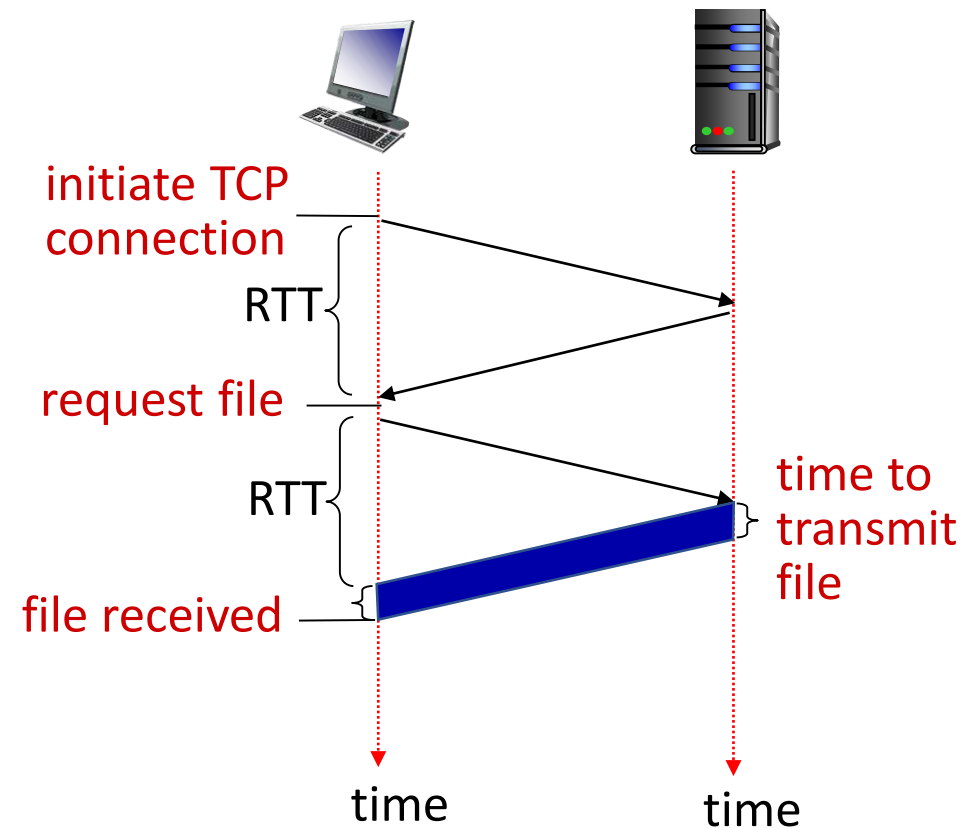 initiate TCP
connection
RTT
request file
RTT
time to
transmit
file
file received
time
time